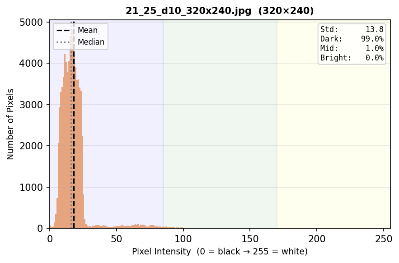 21_25_d10_320x240.jpg  (320×240)
Mean
Median
Std: 13.8
Dark: 99.0%
Mid: 1.0%
Bright: 0.0%
Number of Pixels
5000
4000
3000
2000
1000
0
0 50 100 150 200 250
Pixel Intensity  (0 = black → 255 = white)